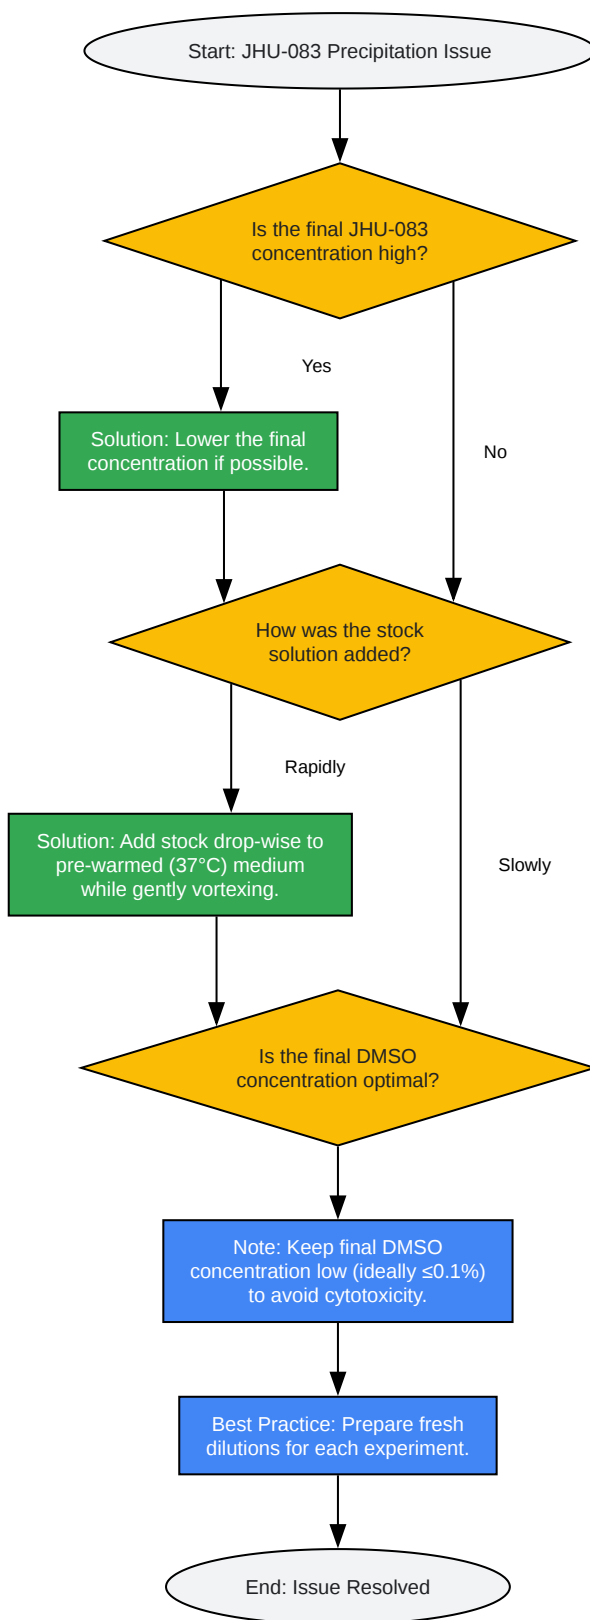 Start: JHU-083 Precipitation Issue
Is the final JHU-083
concentration high?
Yes
Solution: Lower the final
concentration if possible.
No
How was the stock
solution added?
Rapidly
Solution: Add stock drop-wise to
pre-warmed (37°C) medium
while gently vortexing.
Slowly
Is the final DMSO
concentration optimal?
Note: Keep final DMSO
concentration low (ideally ≤0.1%)
to avoid cytotoxicity.
Best Practice: Prepare fresh
dilutions for each experiment.
End: Issue Resolved